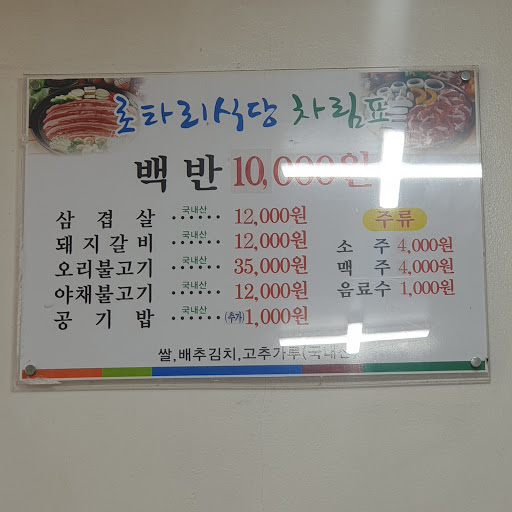 로타리식당 차림표
백반 10,000원
삼겹살 국내산 ...... 12,000원
돼지갈비 국내산 ...... 12,000원
오리불고기 국내산 ...... 35,000원
야채불고기 국내산 ...... 12,000원
공기밥 국내산 ...... (추가)1,000원
주류
소주 4,000원
맥주 4,000원
음료수 1,000원
쌀,배추김치,고추가루(국내산